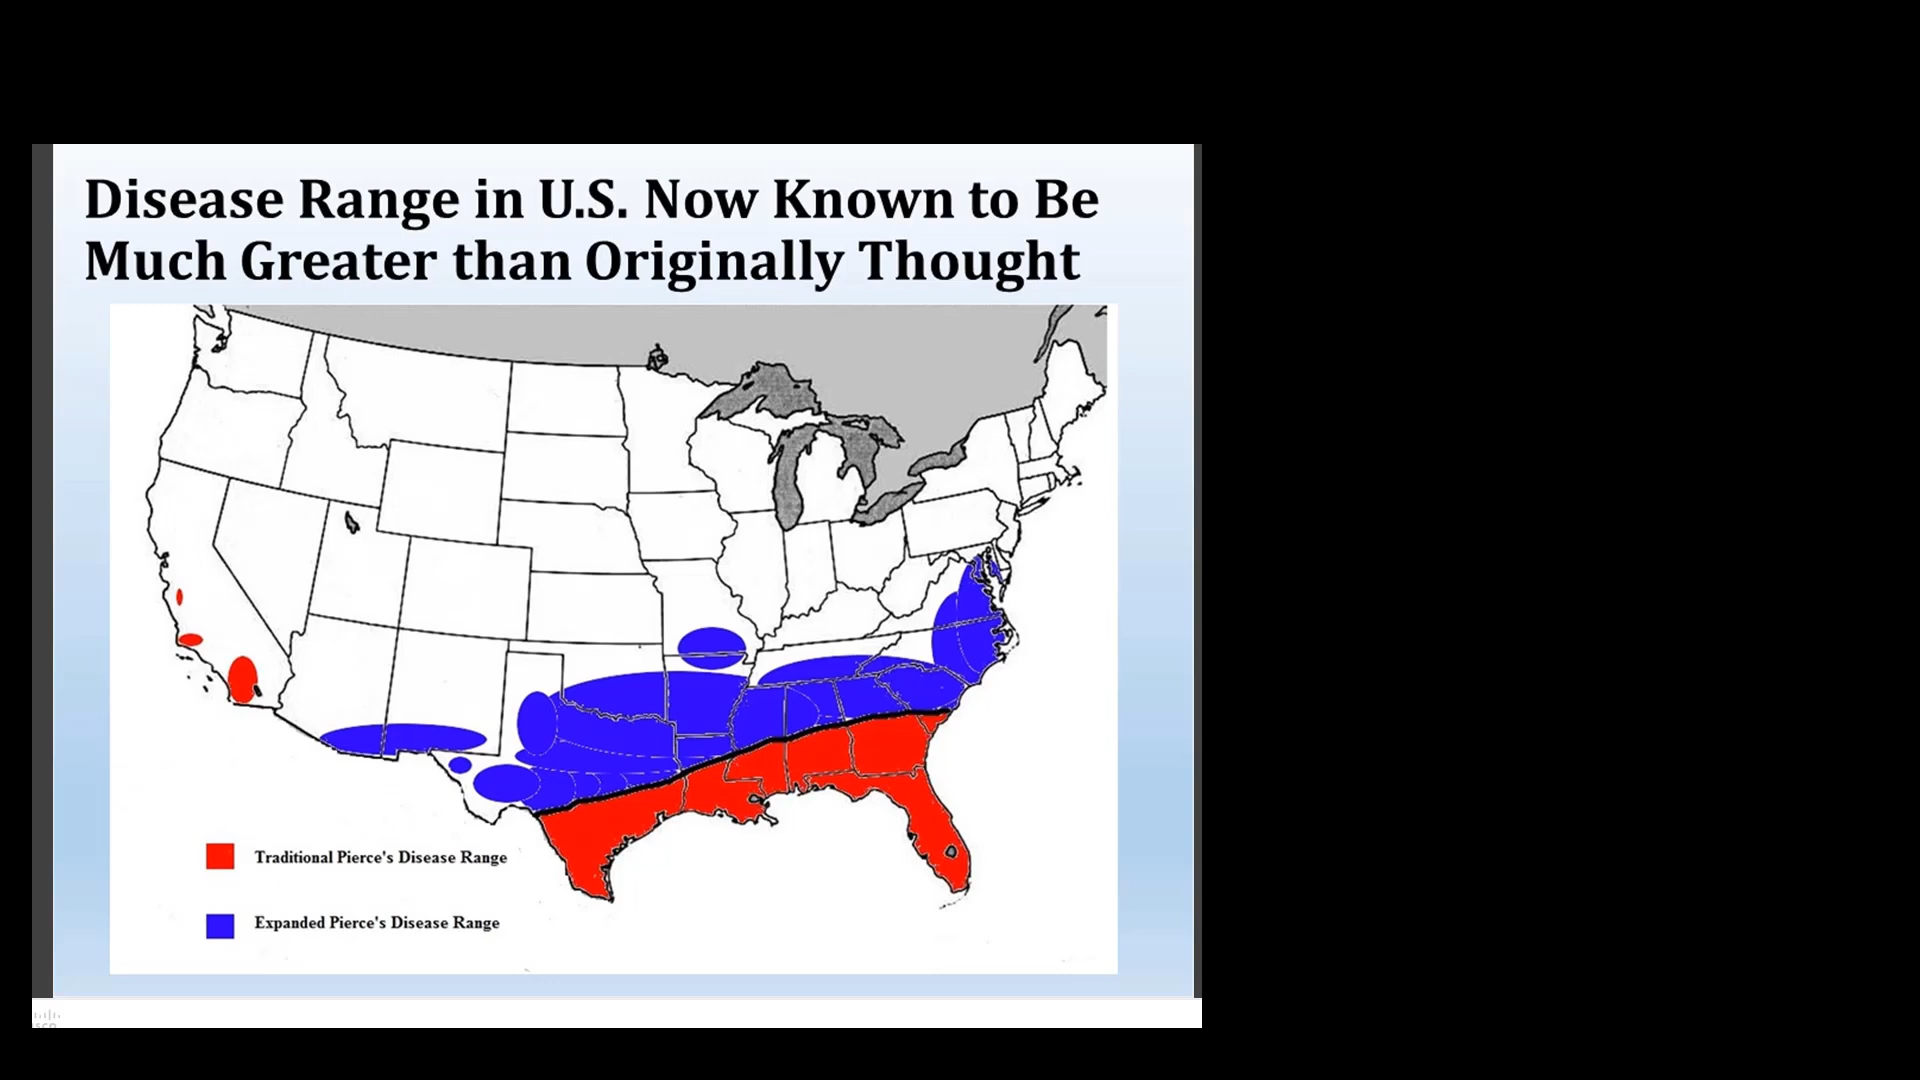 Disease Range in U.S. Now Known to Be
Much Greater than Originally Thought
Traditional Pierce's Disease Range
Expanded Pierce's Disease Range